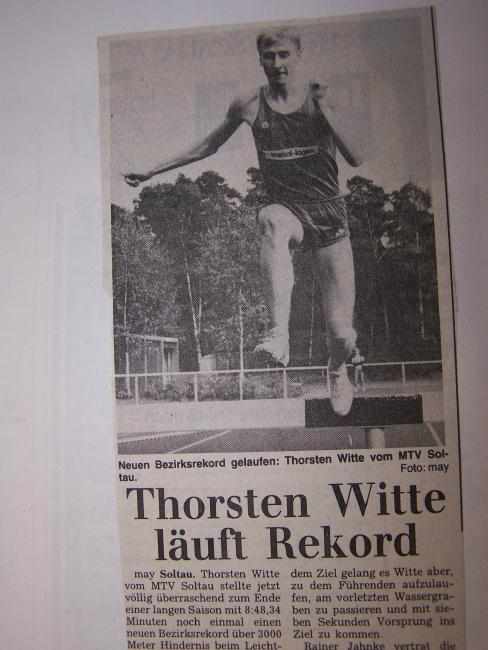 Neuen Bezirksrekord gelaufen: Thorsten Witte vom MTV Sol-
tau. Foto: may
Thorsten Witte
läuft Rekord
may Soltau. Thorsten Witte
vom MTV Soltau stellte jetzt
völlig überraschend zum Ende
einer langen Saison mit 8:48,34
Minuten noch einmal einen
neuen Bezirksrekord über 3000
Meter Hindernis beim Leicht-
dem Ziel gelang es Witte aber,
zu dem Führenden aufzulau-
fen, am vorletzten Wassergra-
ben zu passieren und mit sie-
ben Sekunden Vorsprung ins
Ziel zu kommen.
Rainer Jahnke vertrat die